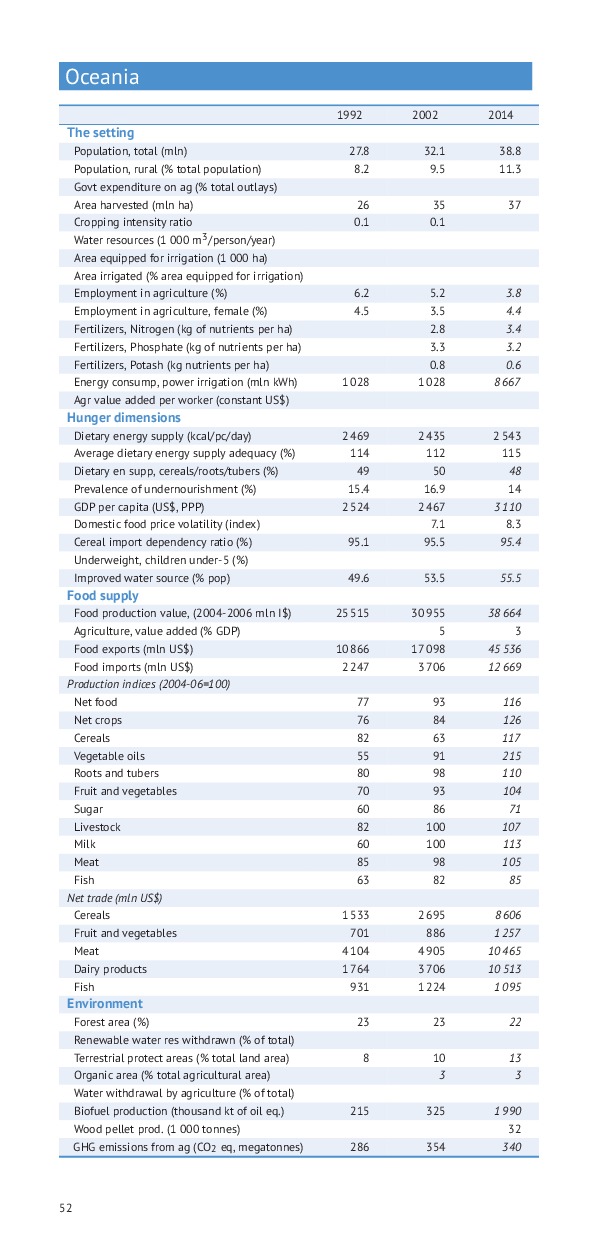 Oceania
1992 2002 2014
The setting
Population, total (mln) 27.8 32.1 38.8
Population, rural (% total population) 8.2 9.5 11.3
Govt expenditure on ag (% total outlays)
Area harvested (mln ha) 26 35 37
Cropping intensity ratio 0.1 0.1
Water resources (1 000 m³/person/year)
Area equipped for irrigation (1 000 ha)
Area irrigated (% area equipped for irrigation)
Employment in agriculture (%) 6.2 5.2 3.8
Employment in agriculture, female (%) 4.5 3.5 4.4
Fertilizers, Nitrogen (kg of nutrients per ha) 2.8 3.4
Fertilizers, Phosphate (kg of nutrients per ha) 3.3 3.2
Fertilizers, Potash (kg nutrients per ha) 0.8 0.6
Energy consump, power irrigation (mln kWh) 1 028 1 028 8 667
Agr value added per worker (constant US$)
Hunger dimensions
Dietary energy supply (kcal/pc/day) 2 469 2 435 2 543
Average dietary energy supply adequacy (%) 114 112 115
Dietary en supp, cereals/roots/tubers (%) 49 50 48
Prevalence of undernourishment (%) 15.4 16.9 14
GDP per capita (US$, PPP) 2 524 2 467 3 110
Domestic food price volatility (index) 7.1 8.3
Cereal import dependency ratio (%) 95.1 95.5 95.4
Underweight, children under-5 (%)
Improved water source (% pop) 49.6 53.5 55.5
Food supply
Food production value, (2004-2006 mln I$) 25 515 30 955 38 664
Agriculture, value added (% GDP) 5 3
Food exports (mln US$) 10 866 17 098 45 536
Food imports (mln US$) 2 247 3 706 12 669
Production indices (2004-06=100)
Net food 77 93 116
Net crops 76 84 126
Cereals 82 63 117
Vegetable oils 55 91 215
Roots and tubers 80 98 110
Fruit and vegetables 70 93 104
Sugar 60 86 71
Livestock 82 100 107
Milk 60 100 113
Meat 85 98 105
Fish 63 82 85
Net trade (mln US$)
Cereals 1 533 2 695 8 606
Fruit and vegetables 701 886 1 257
Meat 4 104 4 905 10 465
Dairy products 1 764 3 706 10 513
Fish 931 1 224 1 095
Environment
Forest area (%) 23 23 22
Renewable water res withdrawn (% of total)
Terrestrial protect areas (% total land area) 8 10 13
Organic area (% total agricultural area) 3 3
Water withdrawal by agriculture (% of total)
Biofuel production (thousand kt of oil eq.) 215 325 1 990
Wood pellet prod. (1 000 tonnes) 32
GHG emissions from ag (CO₂ eq, megatonnes) 286 354 340
52